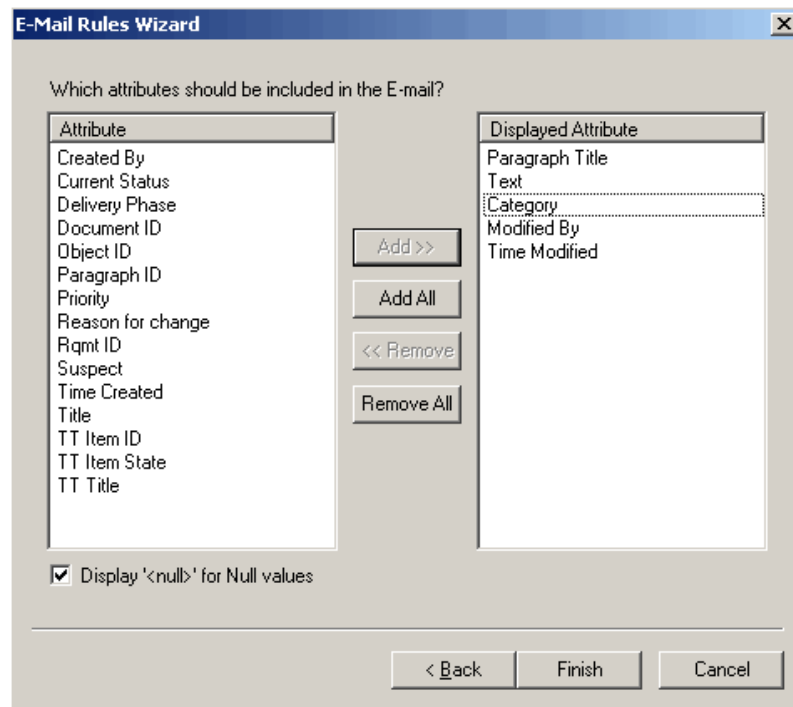 E-Mail Rules Wizard
Which attributes should be included in the E-mail?
Attribute
Created By
Current Status
Delivery Phase
Document ID
Object ID
Paragraph ID
Priority
Reason for change
Rqmt ID
Suspect
Time Created
Title
TT Item ID
TT Item State
TT Title
Add >>
Add All
<< Remove
Remove All
Displayed Attribute
Paragraph Title
Text
Category
Modified By
Time Modified
Display '<null>' for Null values
< Back
Finish
Cancel